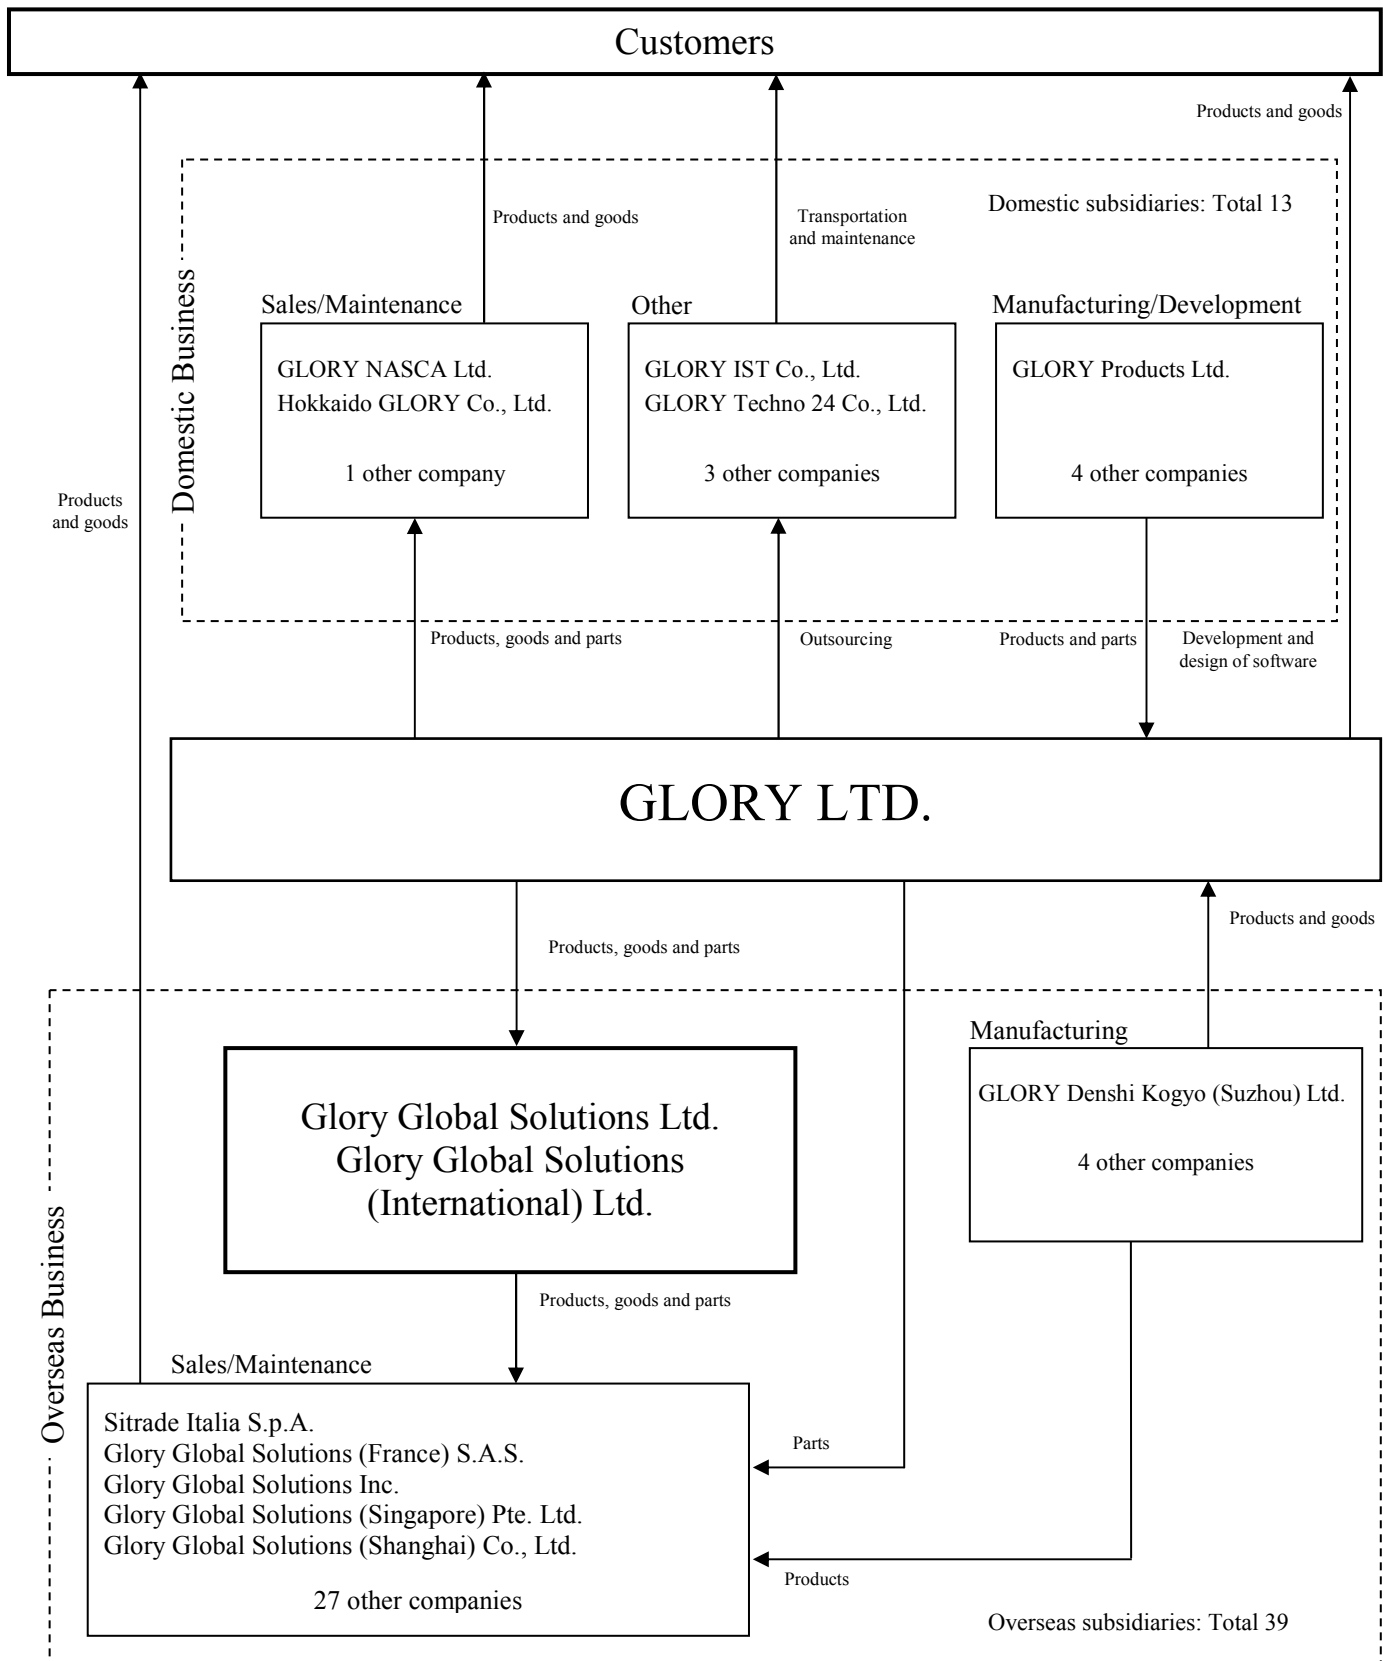 Customers
Products and goods
Domestic subsidiaries: Total 13
Products and goods
Transportation
and maintenance
Domestic Business
Sales/Maintenance
GLORY NASCA Ltd.
Hokkaido GLORY Co., Ltd.
1 other company
Other
GLORY IST Co., Ltd.
GLORY Techno 24 Co., Ltd.
3 other companies
Manufacturing/Development
GLORY Products Ltd.
4 other companies
Products
and goods
Products, goods and parts
Outsourcing
Products and parts
Development and
design of software
GLORY LTD.
Products, goods and parts
Products and goods
Overseas Business
Glory Global Solutions Ltd.
Glory Global Solutions
(International) Ltd.
Manufacturing
GLORY Denshi Kogyo (Suzhou) Ltd.
4 other companies
Products, goods and parts
Sales/Maintenance
Sitrade Italia S.p.A.
Glory Global Solutions (France) S.A.S.
Glory Global Solutions Inc.
Glory Global Solutions (Singapore) Pte. Ltd.
Glory Global Solutions (Shanghai) Co., Ltd.
27 other companies
Parts
Products
Overseas subsidiaries: Total 39